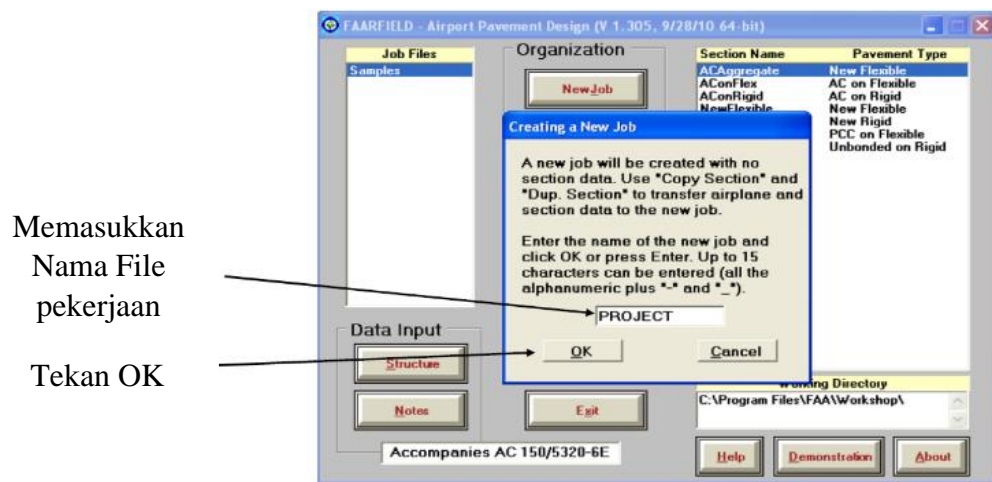 FAARFIELD - Airport Pavement Design (V 1.305, 9/28/10 64-bit)
Job Files
Samples
Organization
New Job
Section Name Pavement Type
ACAggregate New Flexible
AConFlex AC on Flexible
AConRigid AC on Rigid
NewFlexible New Flexible
New Rigid
PCC on Flexible
Unbonded on Rigid
Creating a New Job
A new job will be created with no
section data. Use "Copy Section" and
"Dup. Section" to transfer airplane and
section data to the new job.
Enter the name of the new job and
click OK or press Enter. Up to 15
characters can be entered (all the
alphanumeric plus "-" and "_").
PROJECT
OK Cancel
Memasukkan
Nama File
pekerjaan
Tekan OK
Data Input
Structure
Notes
Exit
Working Directory
C:\Program Files\FAA\Workshop\
Accompanies AC 150/5320-6E
Help Demonstration About